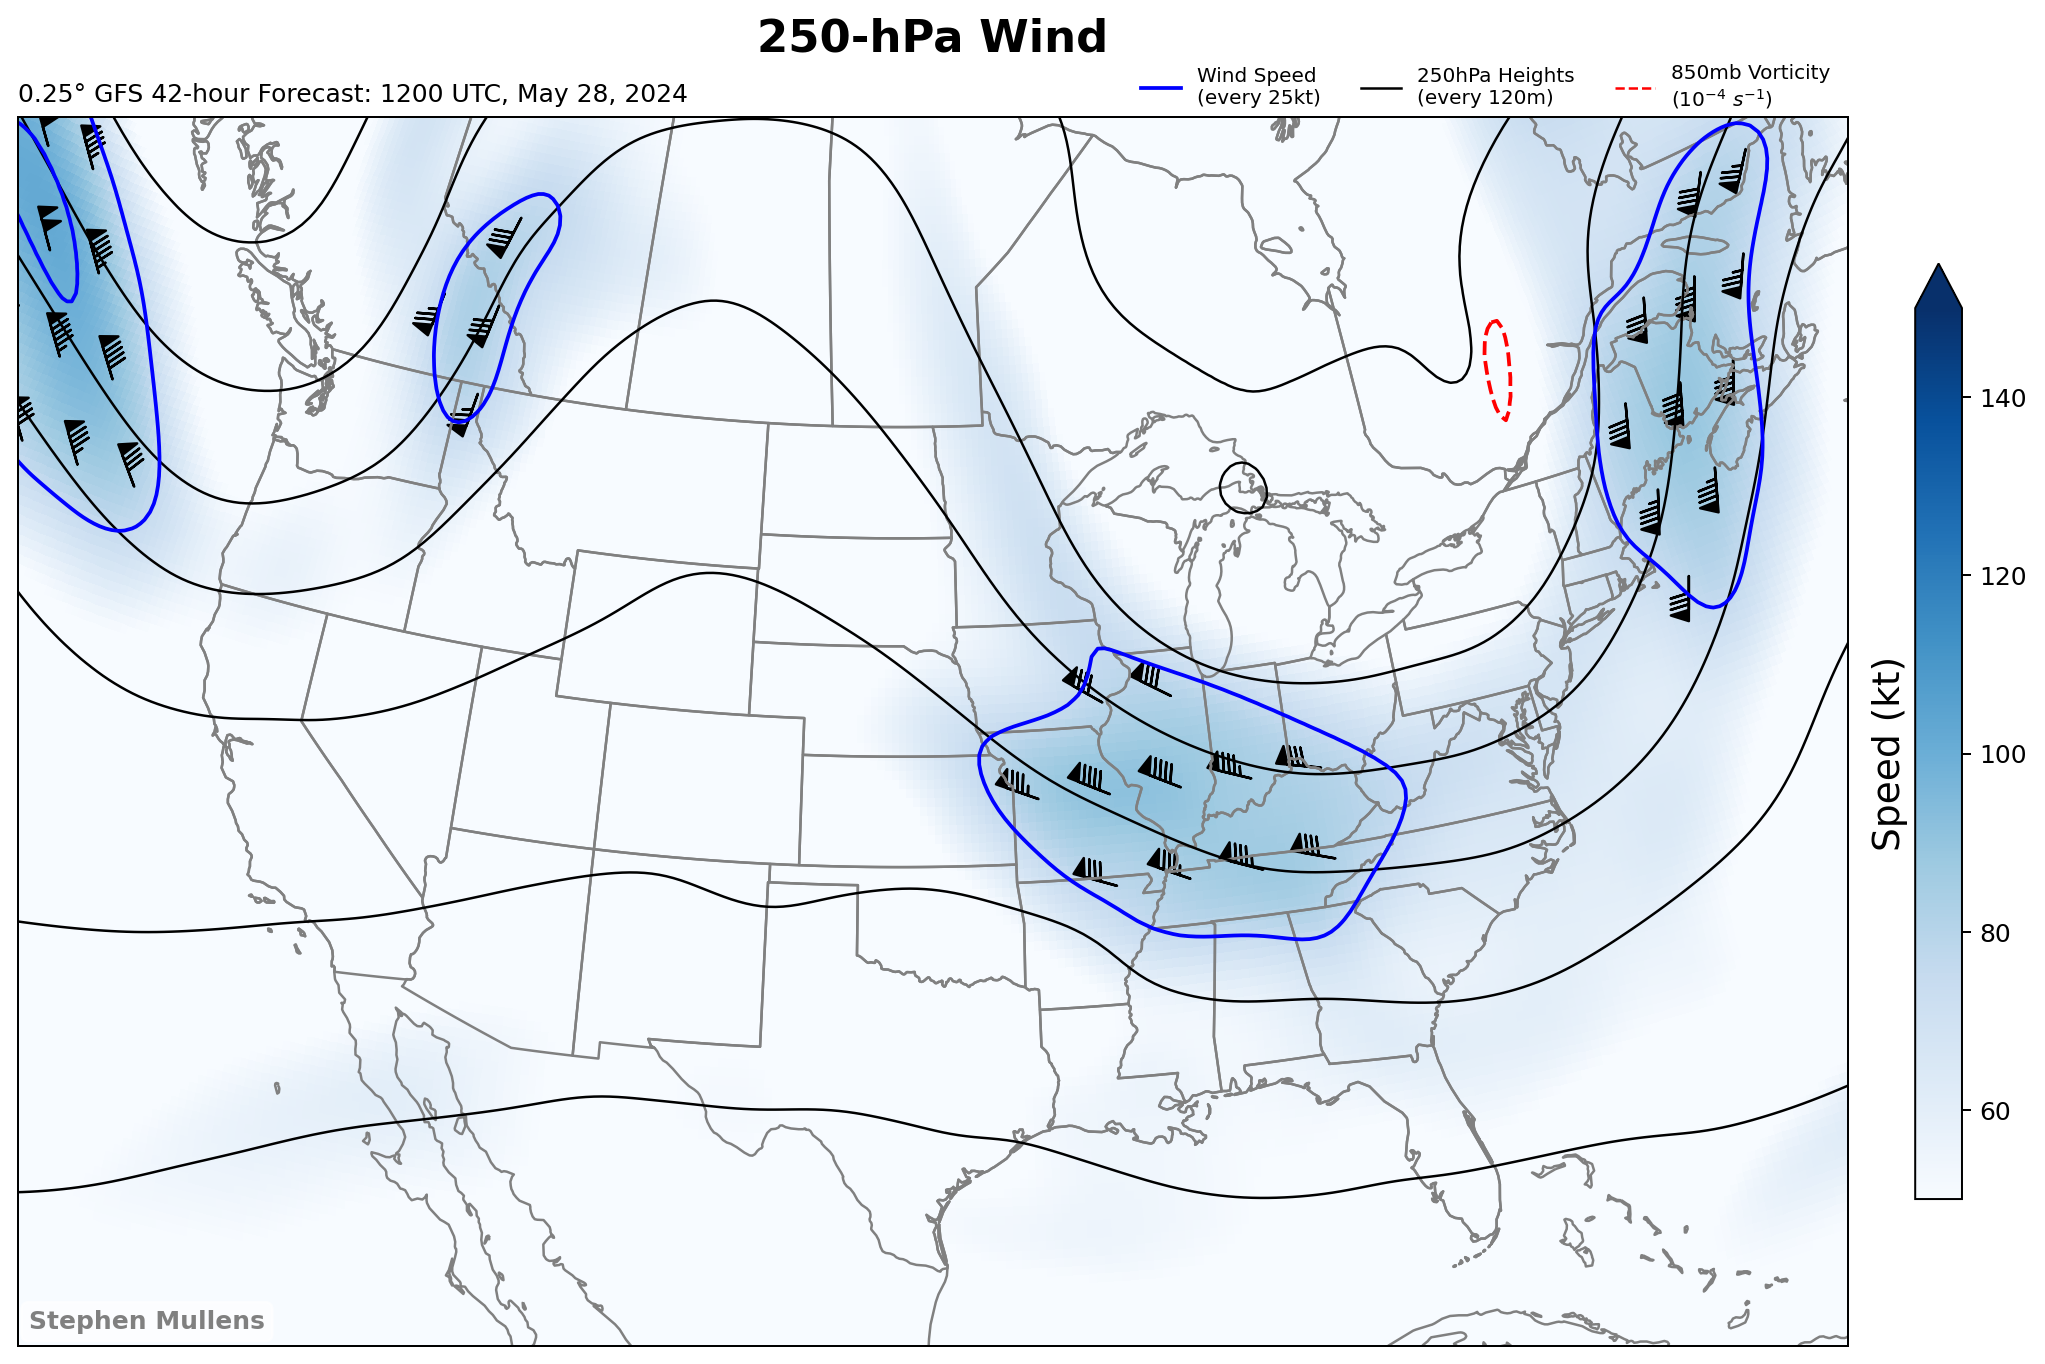 250-hPa Wind
0.25° GFS 42-hour Forecast: 1200 UTC, May 28, 2024
Wind Speed
(every 25kt)
250hPa Heights
(every 120m)
850mb Vorticity
(10⁻⁴ s⁻¹)
140
120
100
80
60
Speed (kt)
Stephen Mullens